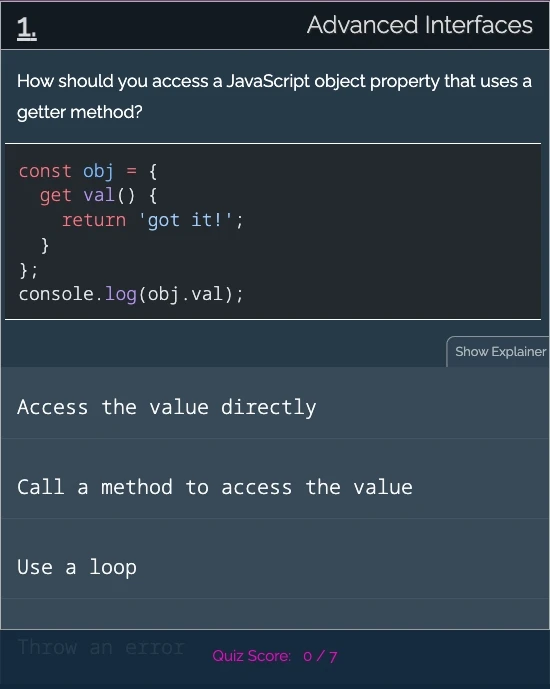 1.
Advanced Interfaces
How should you access a JavaScript object property that uses a
getter method?
const obj = {
  get val() {
    return 'got it!';
  }
};
console.log(obj.val);
Show Explainer
Access the value directly
Call a method to access the value
Use a loop
Throw an error
Quiz Score: 0 / 7